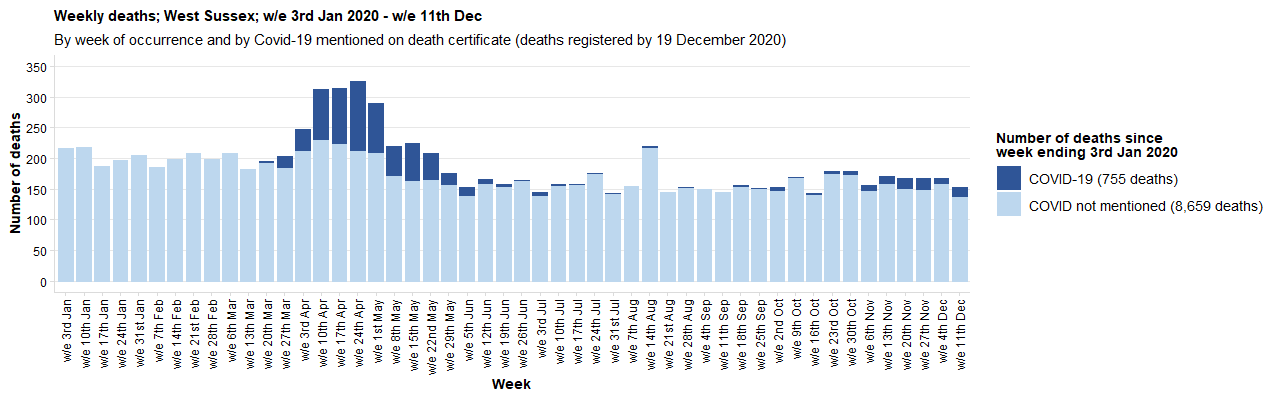 Weekly deaths; West Sussex; w/e 3rd Jan 2020 - w/e 11th Dec
By week of occurrence and by Covid-19 mentioned on death certificate (deaths registered by 19 December 2020)
Number of deaths
350
300
250
200
150
100
50
0
w/e 3rd Jan
w/e 10th Jan
w/e 17th Jan
w/e 24th Jan
w/e 31st Jan
w/e 7th Feb
w/e 14th Feb
w/e 21st Feb
w/e 28th Feb
w/e 6th Mar
w/e 13th Mar
w/e 20th Mar
w/e 27th Mar
w/e 3rd Apr
w/e 10th Apr
w/e 17th Apr
w/e 24th Apr
w/e 1st May
w/e 8th May
w/e 15th May
w/e 22nd May
w/e 29th May
w/e 5th Jun
w/e 12th Jun
w/e 19th Jun
w/e 26th Jun
w/e 3rd Jul
w/e 10th Jul
w/e 17th Jul
w/e 24th Jul
w/e 31st Jul
w/e 7th Aug
w/e 14th Aug
w/e 21st Aug
w/e 28th Aug
w/e 4th Sep
w/e 11th Sep
w/e 18th Sep
w/e 25th Sep
w/e 2nd Oct
w/e 9th Oct
w/e 16th Oct
w/e 23rd Oct
w/e 30th Oct
w/e 6th Nov
w/e 13th Nov
w/e 20th Nov
w/e 27th Nov
w/e 4th Dec
w/e 11th Dec
Week
Number of deaths since
week ending 3rd Jan 2020
COVID-19 (755 deaths)
COVID not mentioned (8,659 deaths)